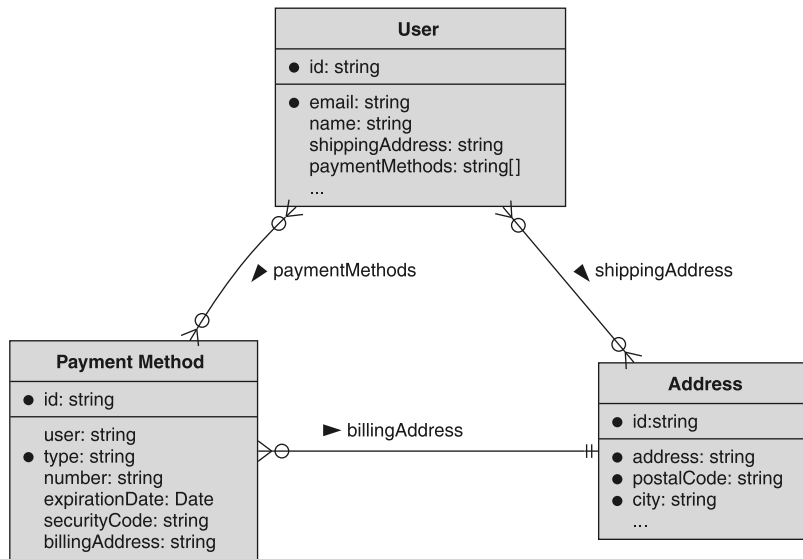 User
● id: string
● email: string
name: string
shippingAddress: string
paymentMethods: string[]
...
► paymentMethods
► shippingAddress
Payment Method
● id: string
user: string
● type: string
number: string
expirationDate: Date
securityCode: string
billingAddress: string
► billingAddress
Address
● id:string
● address: string
● postalCode: string
● city: string
...